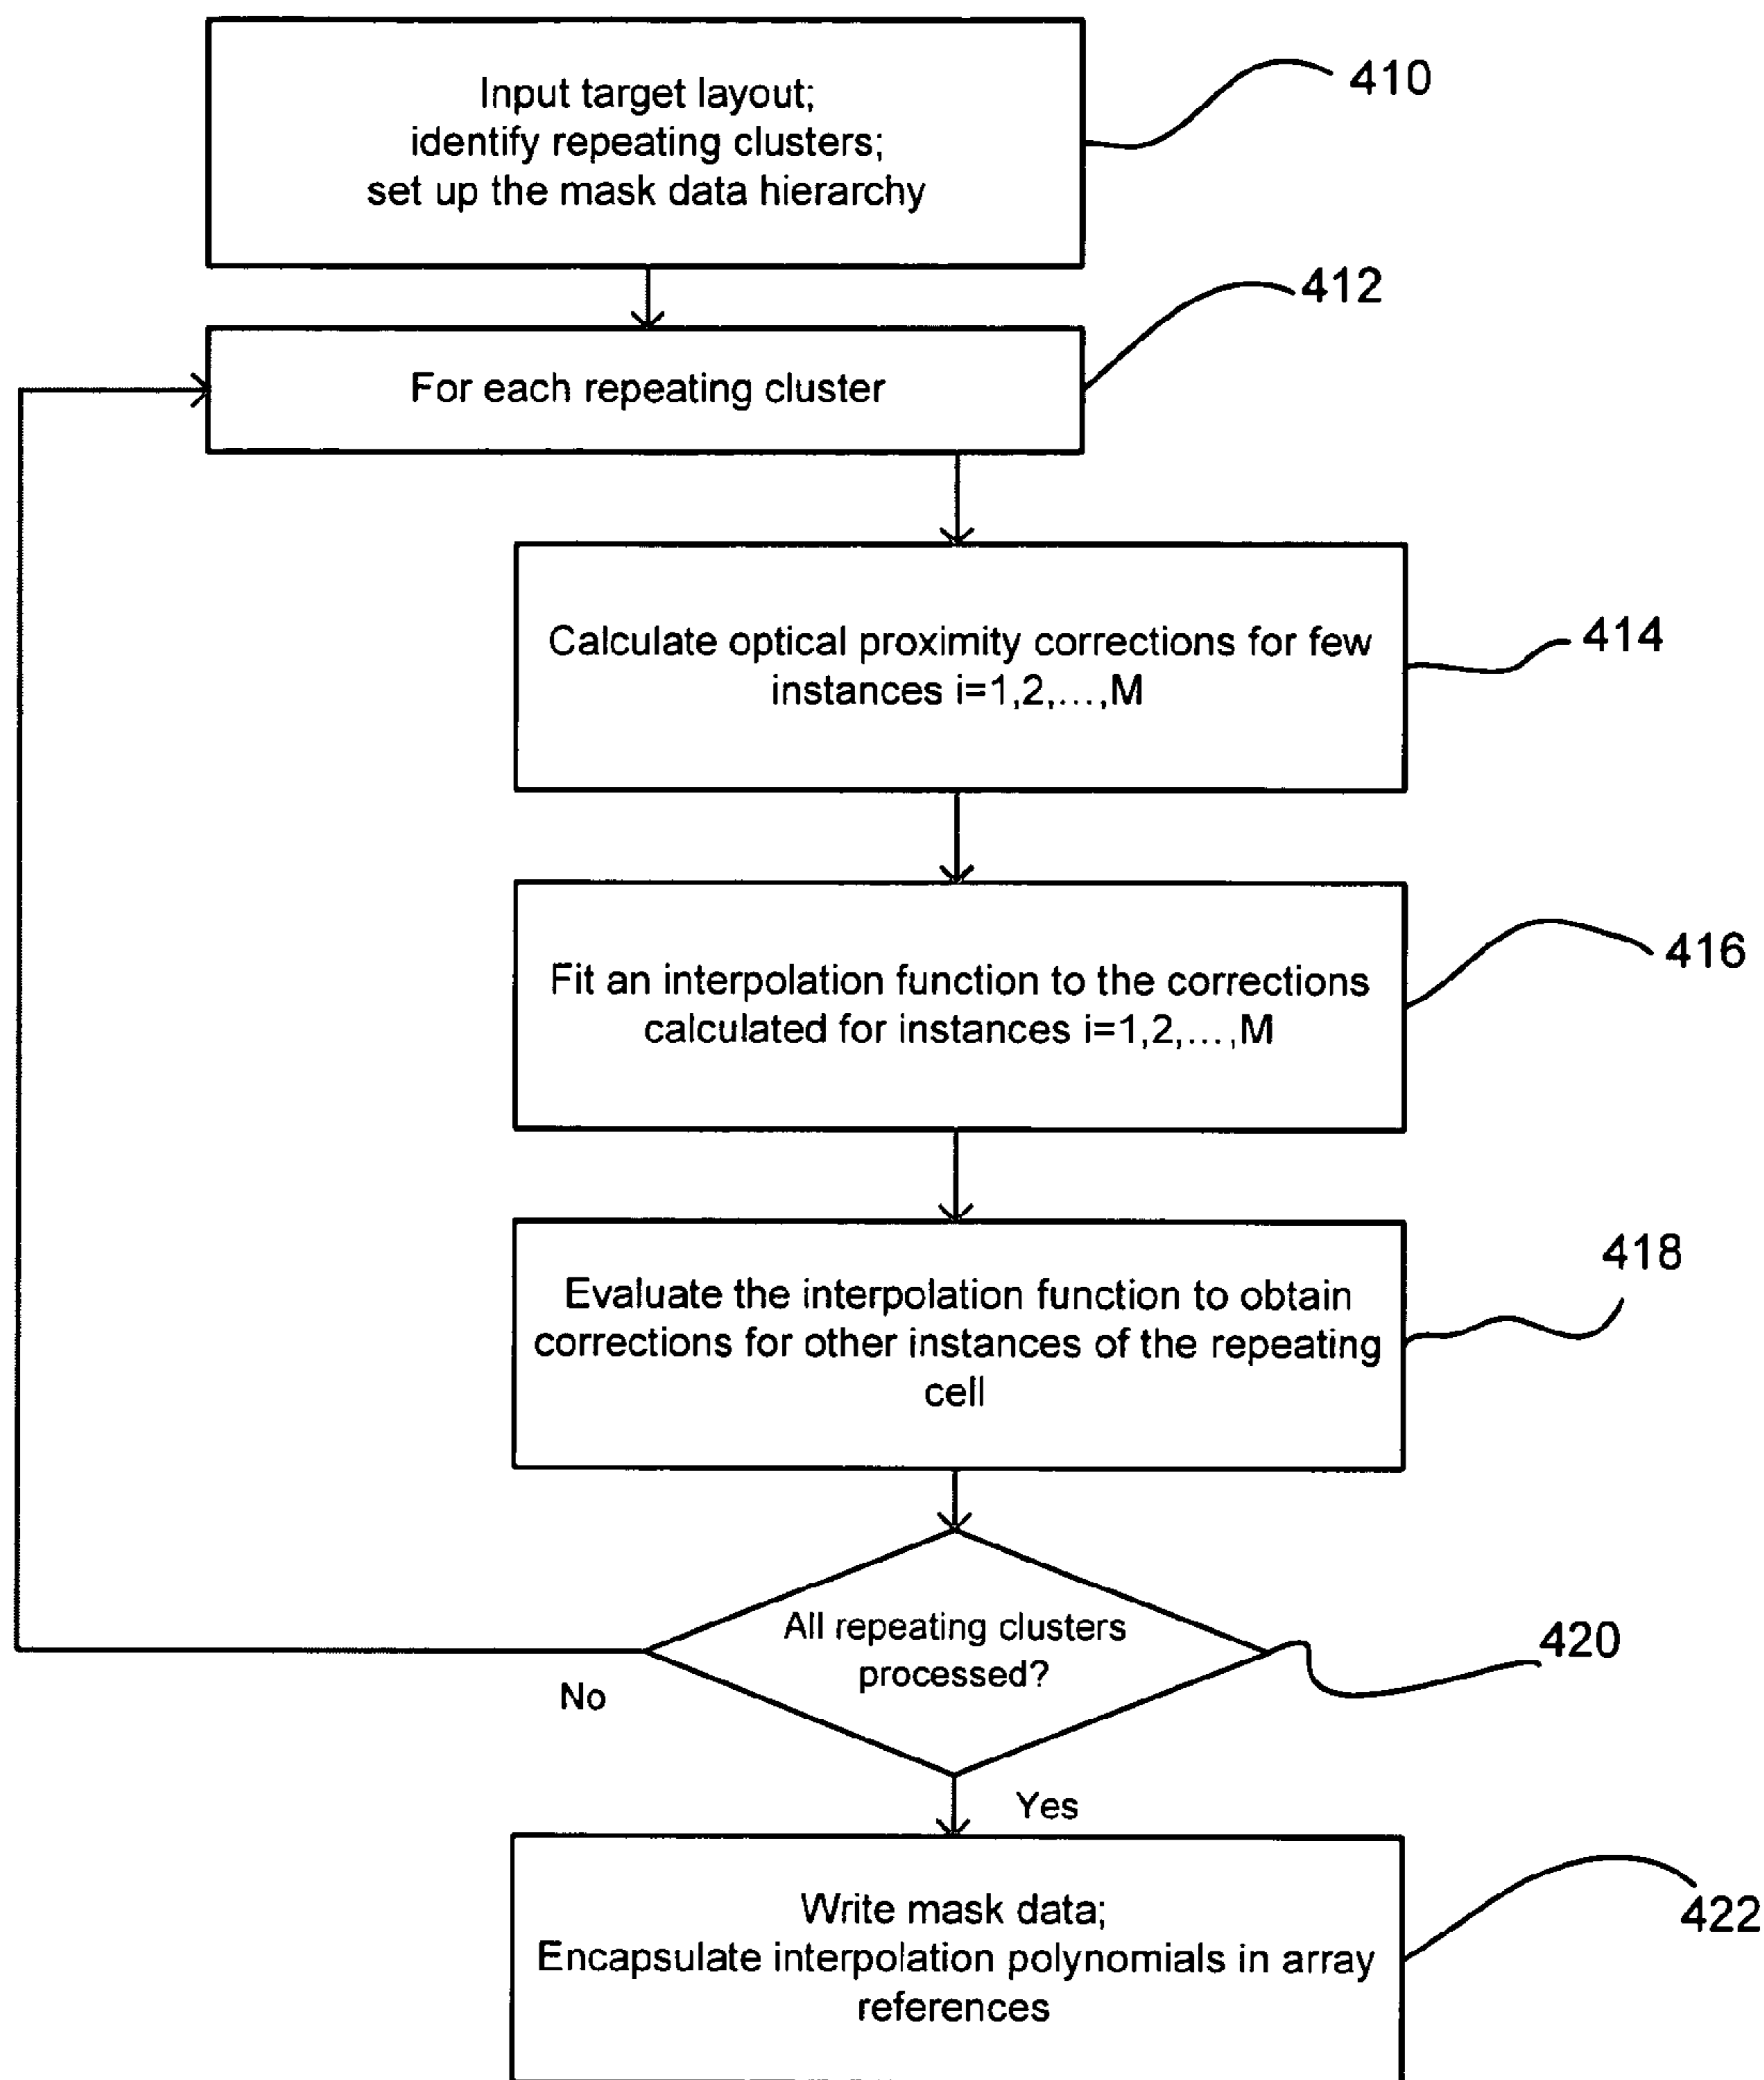 Input target layout;
identify repeating clusters;
set up the mask data hierarchy
410
For each repeating cluster
412
Calculate optical proximity corrections for few
instances i=1,2,...,M
414
Fit an interpolation function to the corrections
calculated for instances i=1,2,...,M
416
Evaluate the interpolation function to obtain
corrections for other instances of the repeating
cell
418
All repeating clusters
processed?
420
No
Yes
Write mask data;
Encapsulate interpolation polynomials in array
references
422